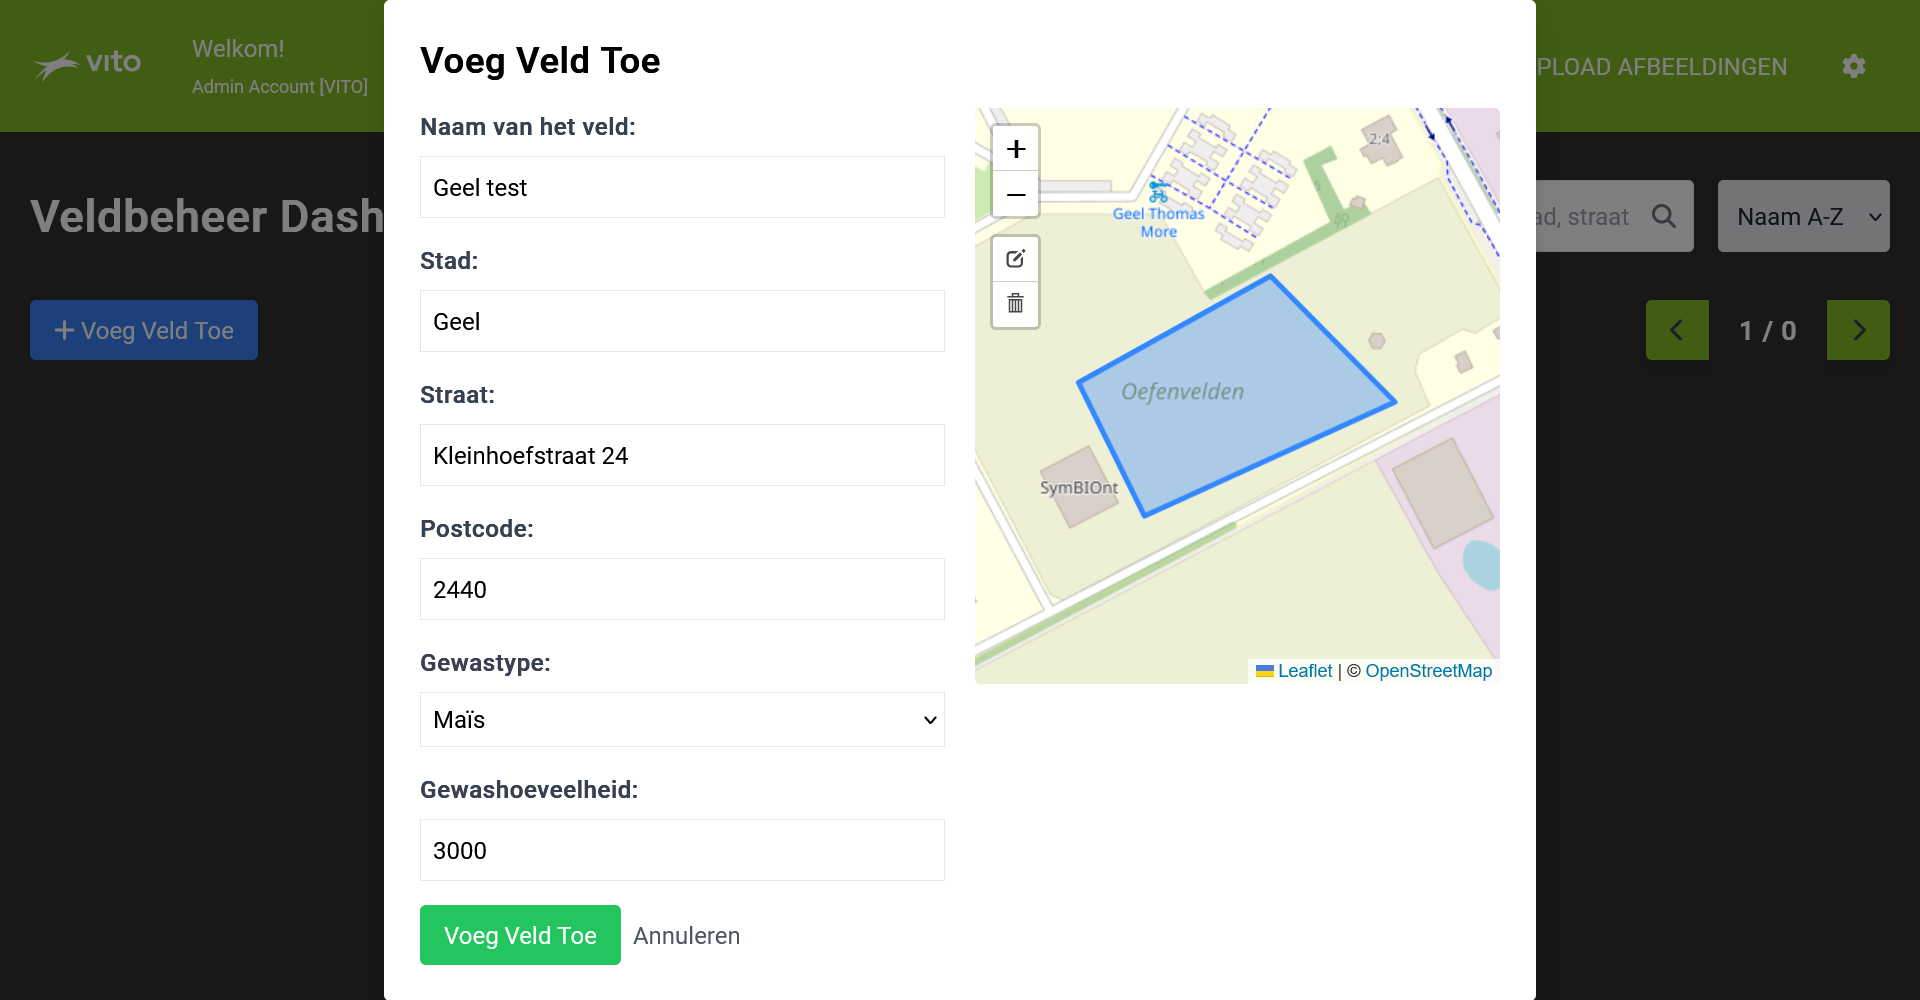 vito
Welkom!
Admin Account [VITO]
PLOAD AFBEELDINGEN
Veldbeheer Dash
ad, straat
Naam A-Z
+ Voeg Veld Toe
1 / 0
Voeg Veld Toe
Naam van het veld:
Geel test
Stad:
Geel
Straat:
Kleinhoefstraat 24
Postcode:
2440
Gewastype:
Maïs
Gewashoeveelheid:
3000
Voeg Veld Toe
Annuleren
+
−
2;4
Geel Thomas
More
Oefenvelden
SymBIOnt
Leaflet | © OpenStreetMap